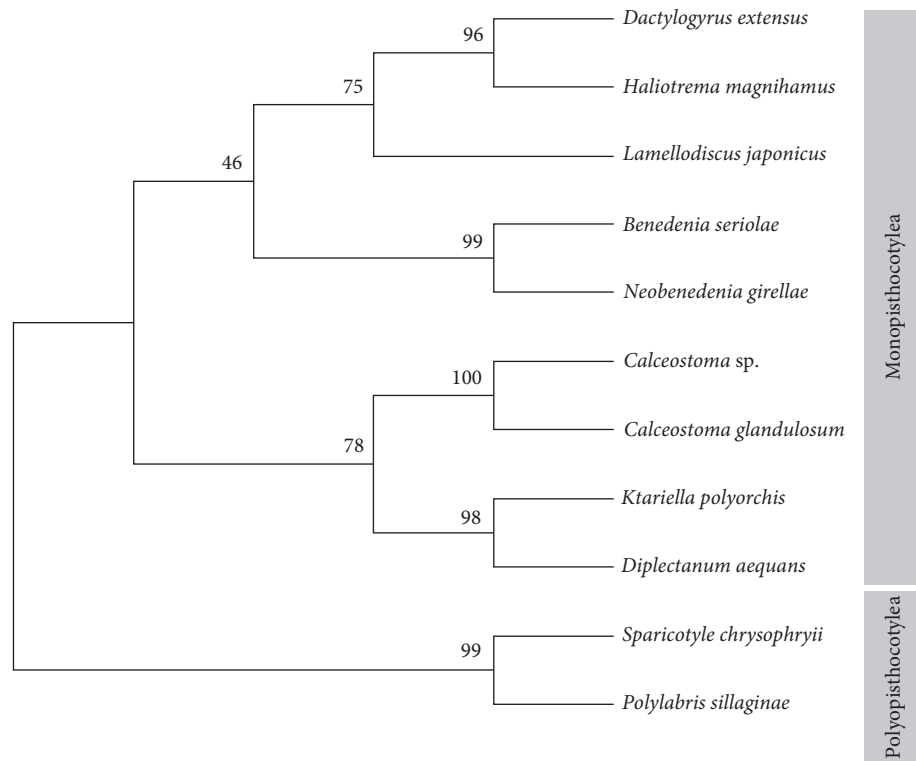 Dactylogyrus extensus
96
Haliotrema magnihamus
75
Lamellodiscus japonicus
46
Benedenia seriolae
99
Neobenedenia girellae
Calceostoma sp.
100
Calceostoma glandulosum
78
Ktariella polyorchis
98
Diplectanum aequans
Sparicotyle chrysophryii
99
Polylabris sillaginae
Monopisthocotylea
Polyopisthocotylea